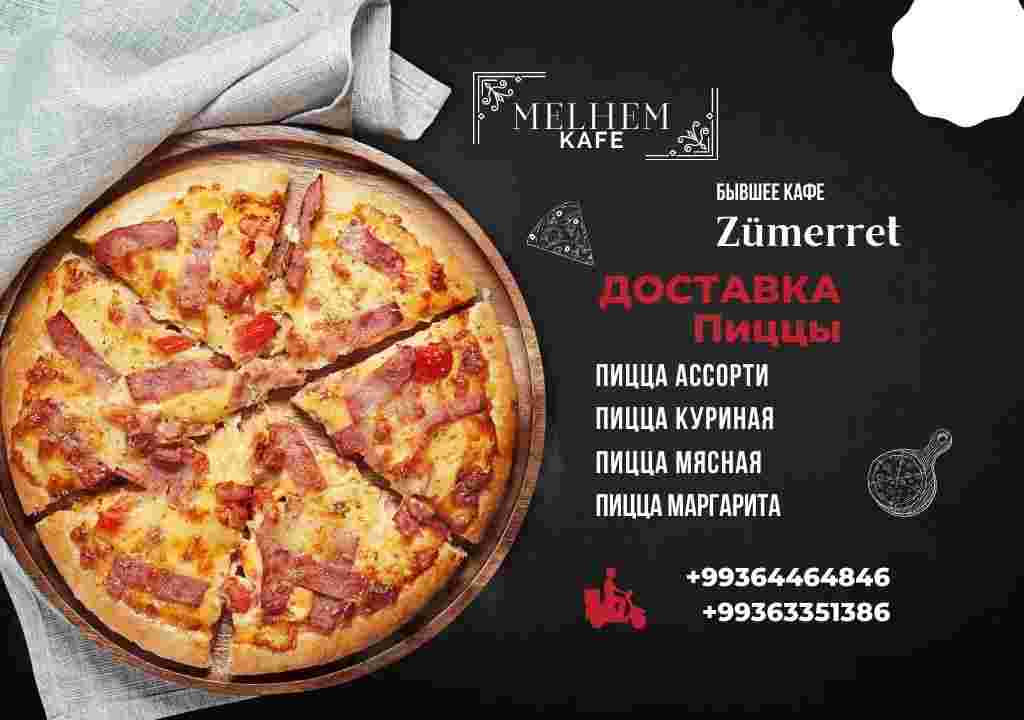 MELHEM
KAFE
БЫВШЕЕ КАФЕ
Zümerret
ДОСТАВКА
Пиццы
ПИЦЦА АССОРТИ
ПИЦЦА КУРИНАЯ
ПИЦЦА МЯСНАЯ
ПИЦЦА МАРГАРИТА
+99364464846
+99363351386